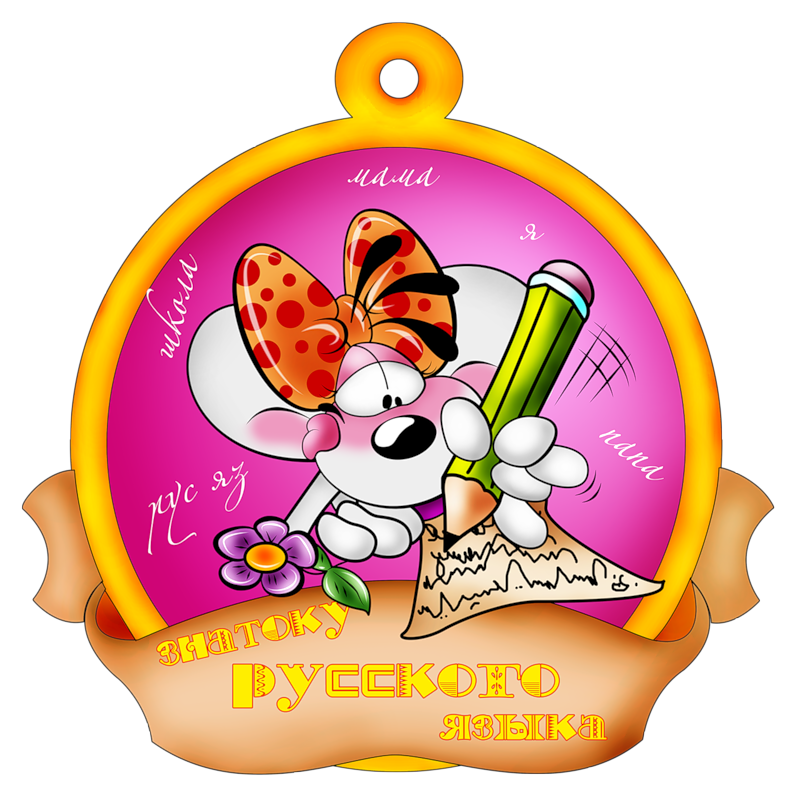 мама
я
школа
папа
рус яз
знатоку
русского
языка